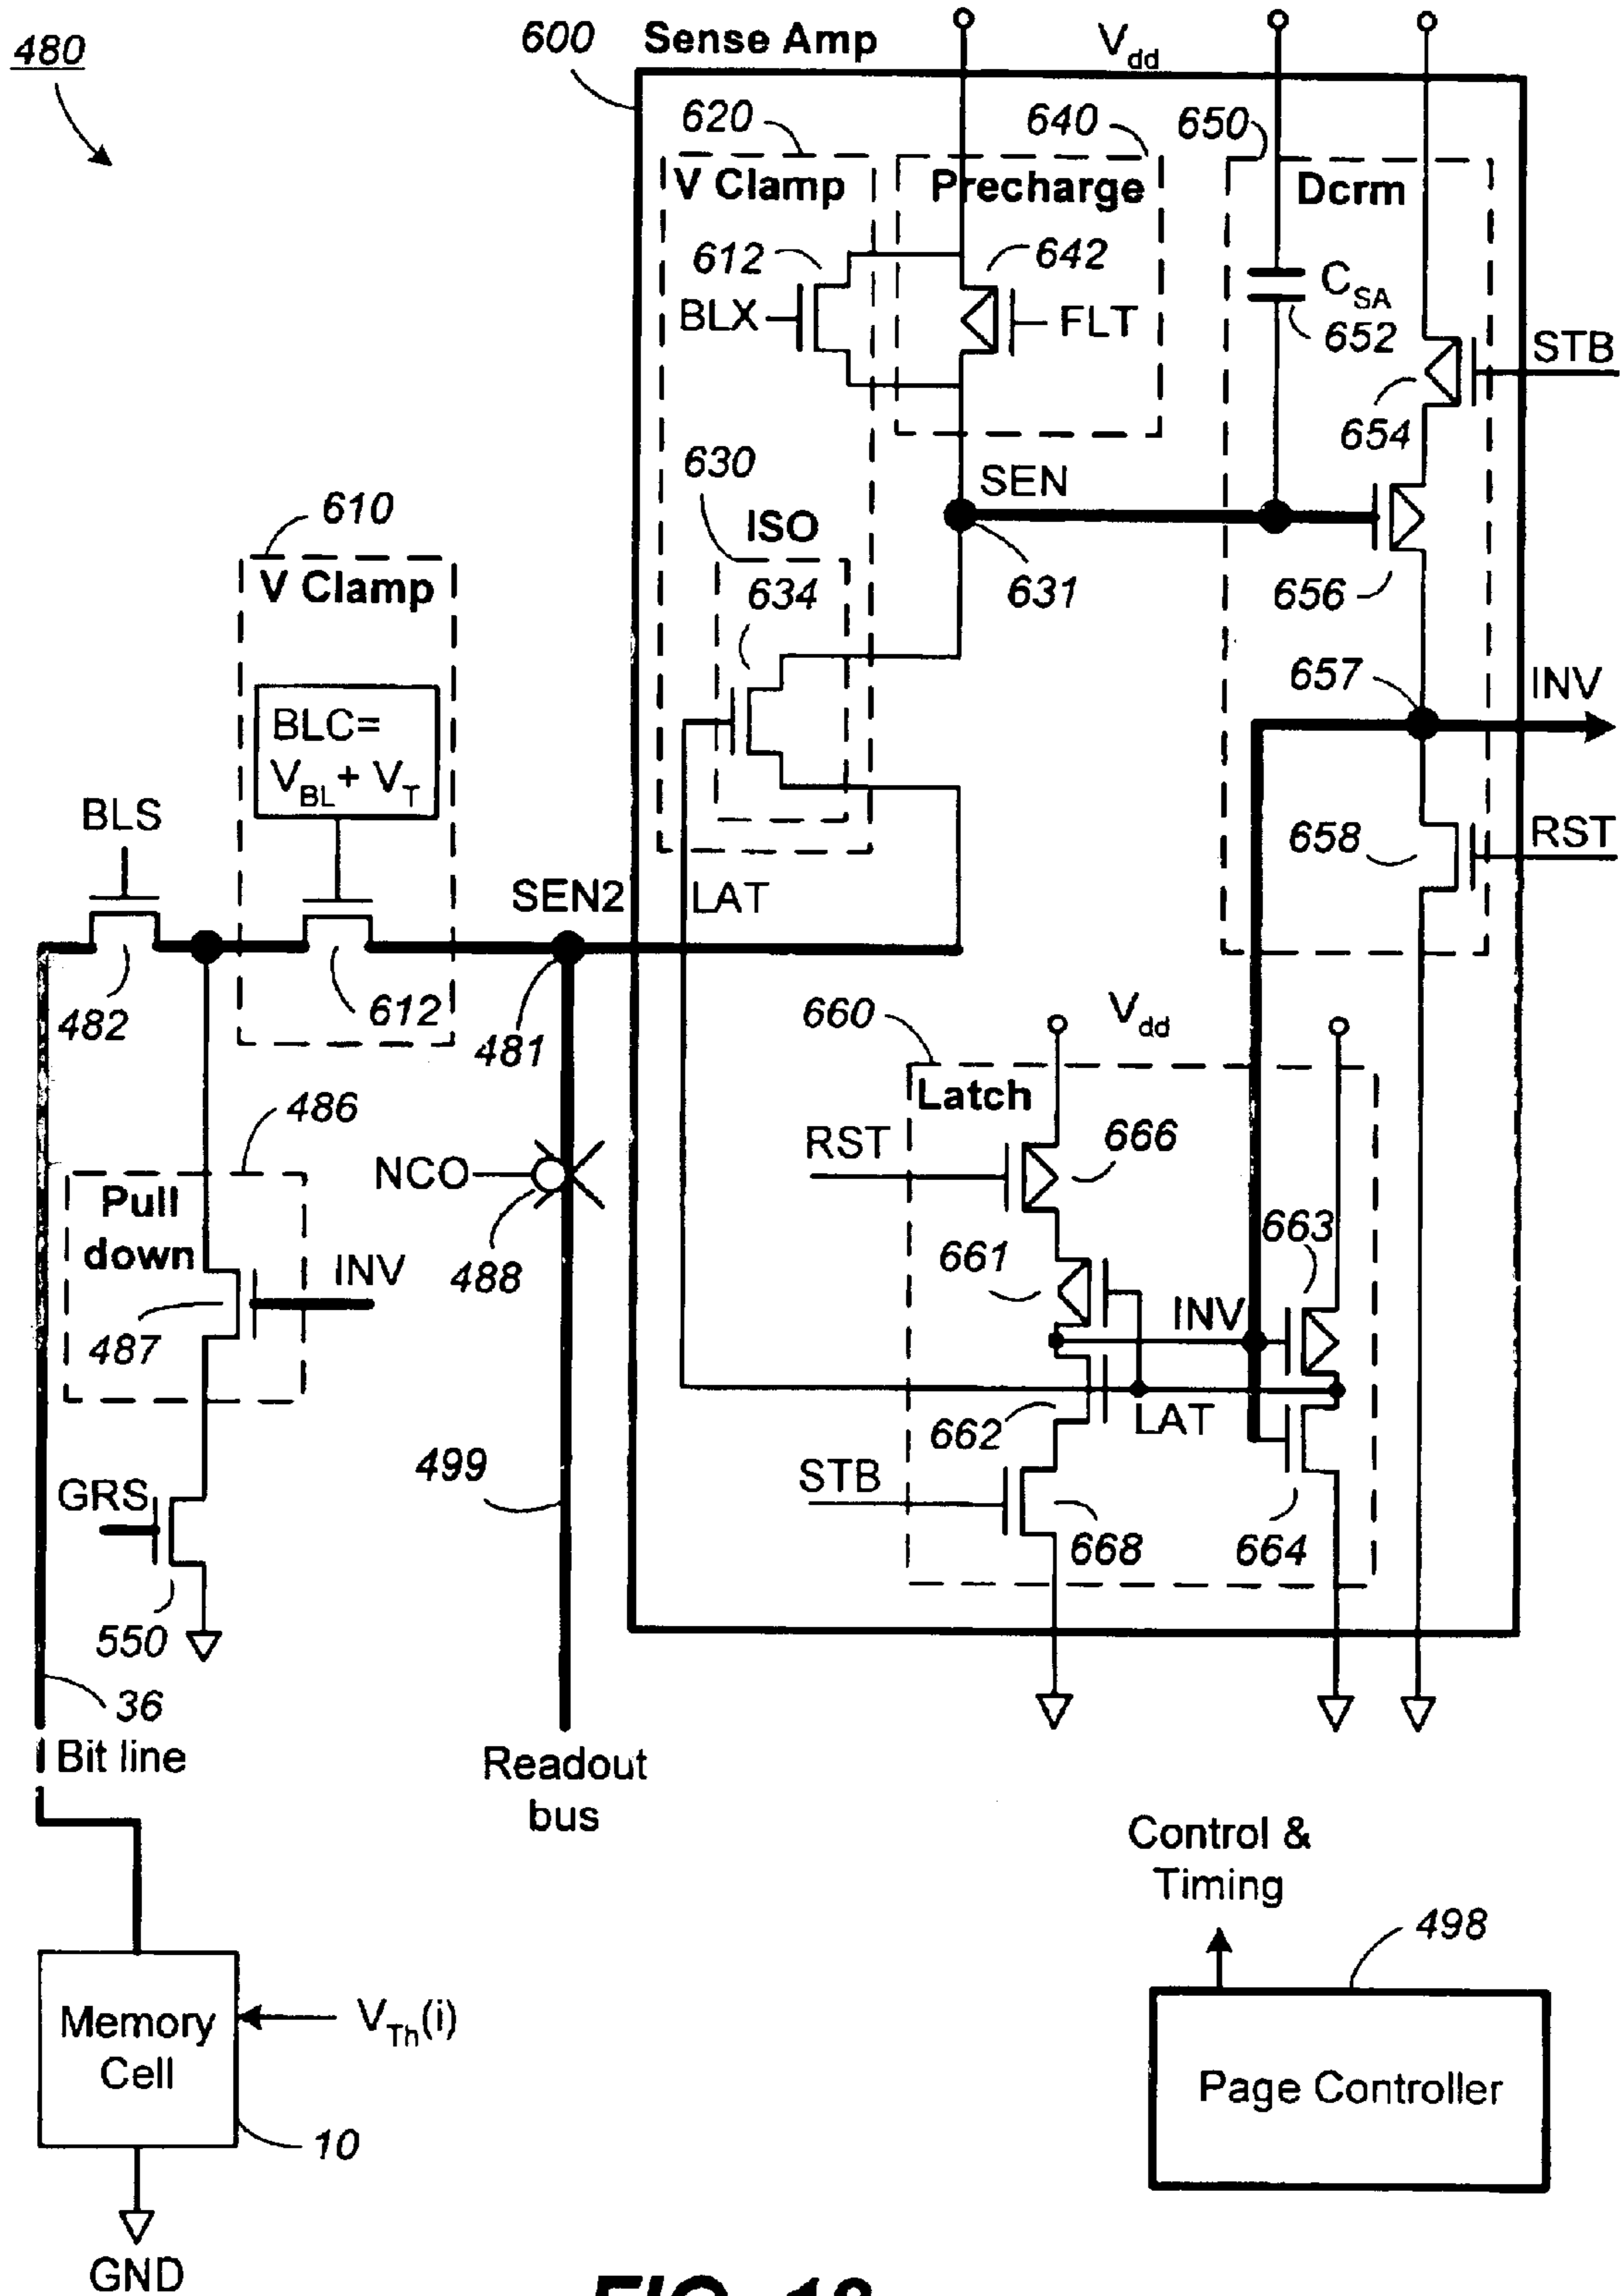 480
600
Sense Amp
Vdd
620
640
650
V Clamp
Precharge
Dcrm
612
642
BLX
FLT
CSA
652
STB
654
630
SEN
610
ISO
V Clamp
634
631
656
657
INV
BLC=
VBL + VT
BLS
658
RST
SEN2
LAT
482
612
481
660
Vdd
Latch
486
RST
666
NCO
Pull
down
661
663
INV
488
INV
487
662
LAT
499
STB
GRS
668
664
550
36
Bit line
Readout
bus
Control &
Timing
498
Memory
Cell
VTh(i)
Page Controller
10
GND